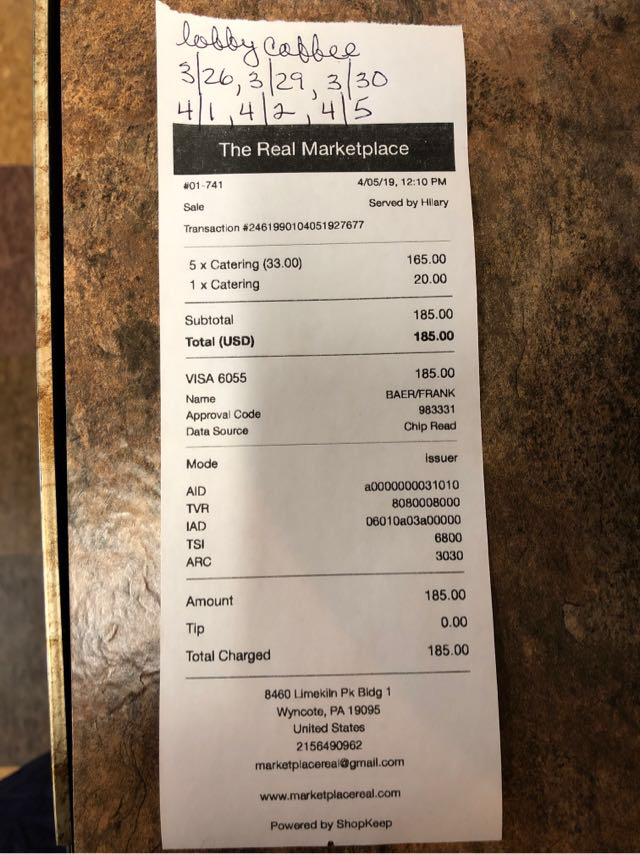 lobby coffee
3/26, 3/29, 3/30
4/1, 4/2, 4/5
The Real Marketplace
#01-741 4/05/19, 12:10 PM
Sale Served by Hilary
Transaction #2461990104051927677
5 x Catering (33.00) 165.00
1 x Catering 20.00
Subtotal 185.00
Total (USD) 185.00
VISA 6055 185.00
Name BAER/FRANK
Approval Code 983331
Data Source Chip Read
Mode Issuer
AID a0000000031010
TVR 8080008000
IAD 06010a03a00000
TSI 6800
ARC 3030
Amount 185.00
Tip 0.00
Total Charged 185.00
8460 Limekiln Pk Bldg 1
Wyncote, PA 19095
United States
2156490962
marketplacereal@gmail.com
www.marketplacereal.com
Powered by ShopKeep